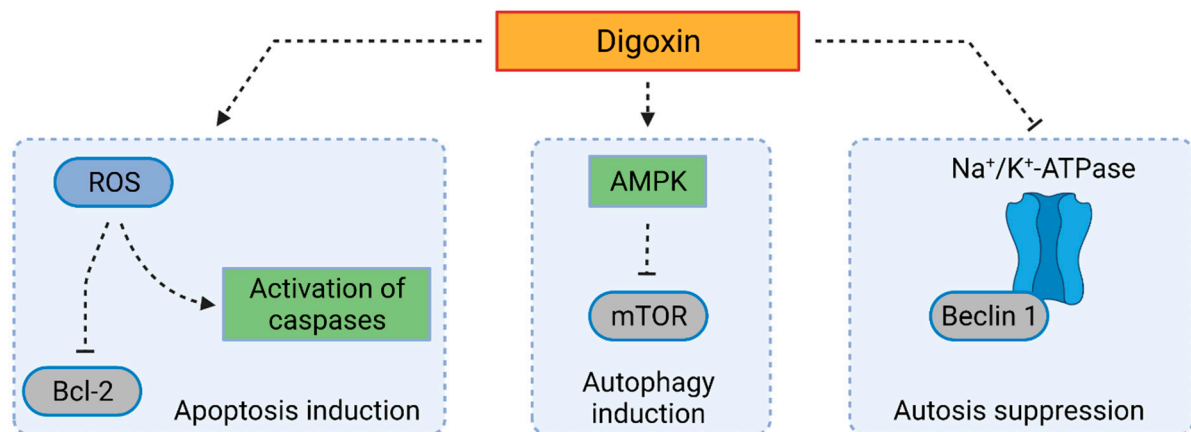 Digoxin
ROS
Activation of
caspases
Bcl-2
Apoptosis induction
AMPK
mTOR
Autophagy
induction
Na⁺/K⁺-ATPase
Beclin 1
Autosis suppression